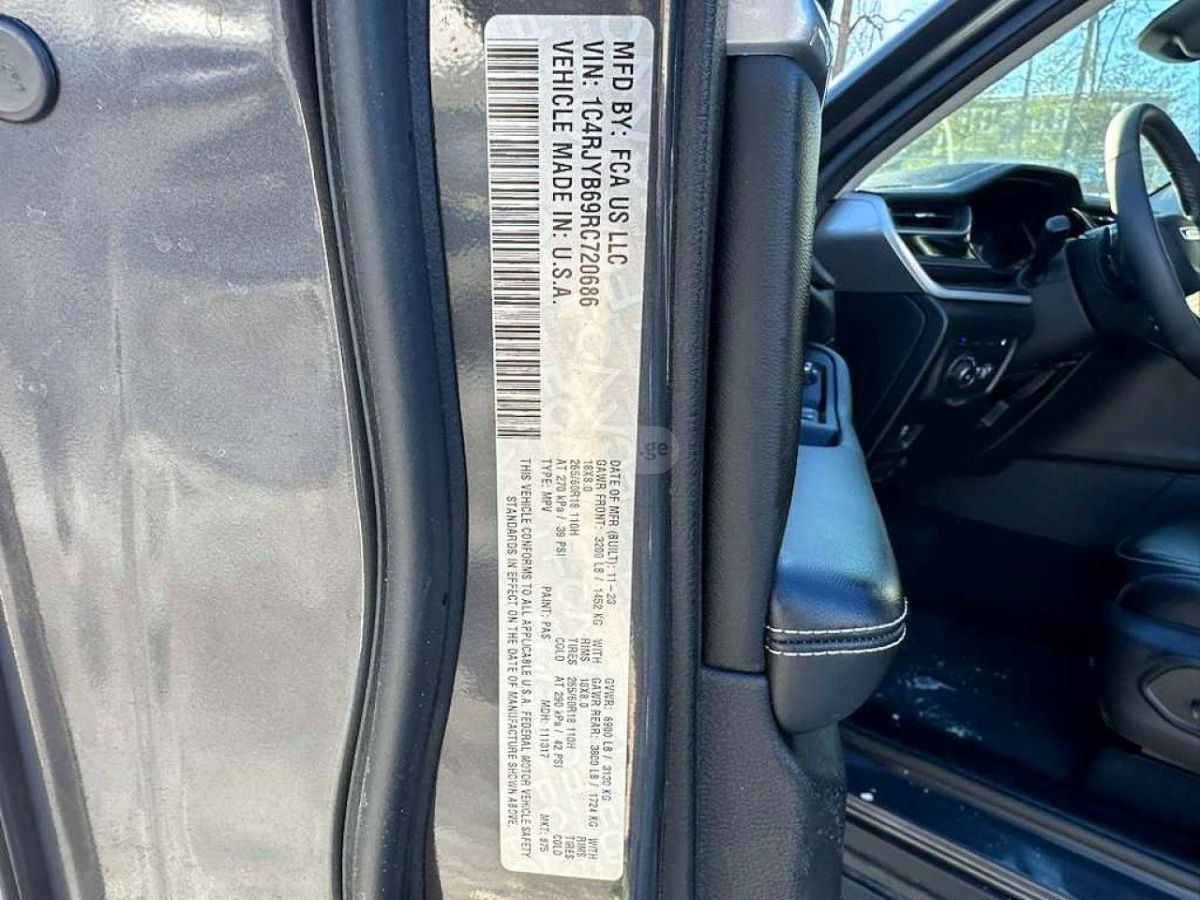 MFD BY: FCA US LLC
VIN: 1C4RJYB69RC720686
VEHICLE MADE IN: U.S.A.
DATE OF MFR (BUILT): 11-23 GVWR: 6900 LB / 3130 KG
GAWR FRONT: 3200 LB / 1452 KG WITH GAWR REAR: 3800 LB / 1724 KG WITH
18X8.0 RIMS 18X8.0 RIMS
265/60R18 110H TIRES 265/60R18 110H TIRES
AT 270 kPa / 39 PSI COLD AT 290 kPa / 42 PSI COLD
TYPE: MPV PAINT: PAS MDH: 111317 MKT: 875
THIS VEHICLE CONFORMS TO ALL APPLICABLE U.S.A. FEDERAL MOTOR VEHICLE SAFETY
STANDARDS IN EFFECT ON THE DATE OF MANUFACTURE SHOWN ABOVE.
.ge